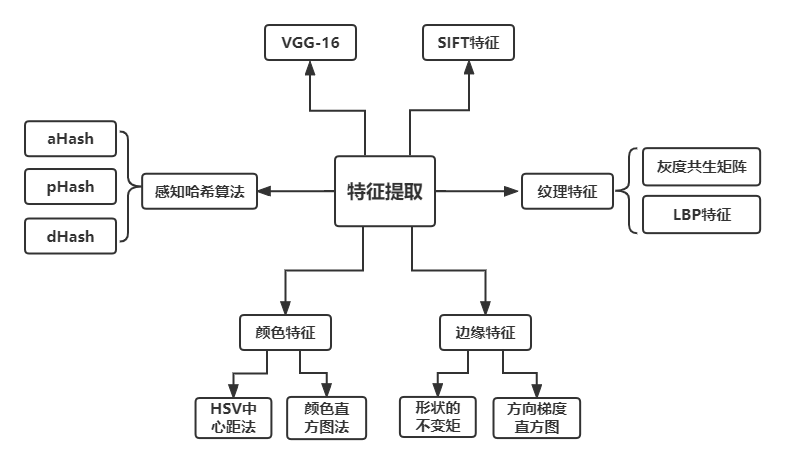 VGG-16
SIFT特征
aHash
pHash
dHash
感知哈希算法
特征提取
纹理特征
灰度共生矩阵
LBP特征
颜色特征
边缘特征
HSV中
心距法
颜色直
方图法
形状的
不变矩
方向梯度
直方图